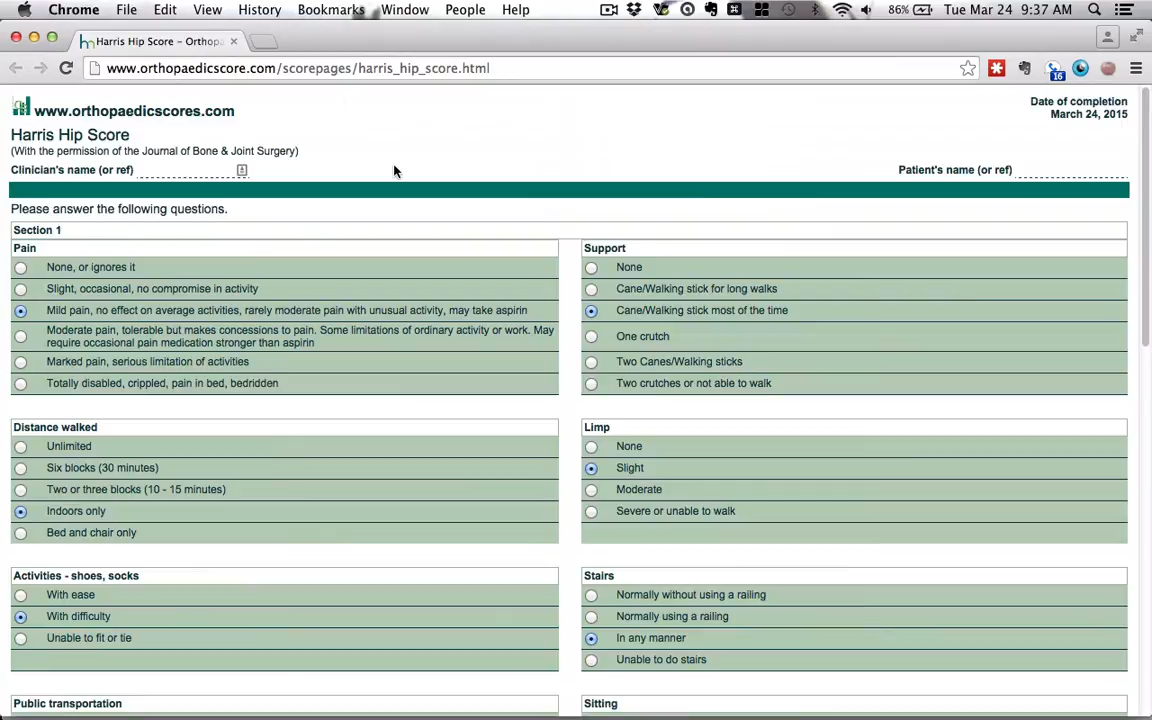 Chrome File Edit View History Bookmarks Window People Help 86% Tue Mar 24 9:37 AM
Harris Hip Score – Orthopa
www.orthopaedicscore.com/scorepages/harris_hip_score.html
16
www.orthopaedicscores.com
Date of completion
March 24, 2015
Harris Hip Score
(With the permission of the Journal of Bone & Joint Surgery)
Clinician's name (or ref)
Patient's name (or ref)
Please answer the following questions.
Section 1
Pain
None, or ignores it
Slight, occasional, no compromise in activity
Mild pain, no effect on average activities, rarely moderate pain with unusual activity, may take aspirin
Moderate pain, tolerable but makes concessions to pain. Some limitations of ordinary activity or work. May
require occasional pain medication stronger than aspirin
Marked pain, serious limitation of activities
Totally disabled, crippled, pain in bed, bedridden
Support
None
Cane/Walking stick for long walks
Cane/Walking stick most of the time
One crutch
Two Canes/Walking sticks
Two crutches or not able to walk
Distance walked
Unlimited
Six blocks (30 minutes)
Two or three blocks (10 - 15 minutes)
Indoors only
Bed and chair only
Limp
None
Slight
Moderate
Severe or unable to walk
Activities - shoes, socks
With ease
With difficulty
Unable to fit or tie
Stairs
Normally without using a railing
Normally using a railing
In any manner
Unable to do stairs
Public transportation
Sitting